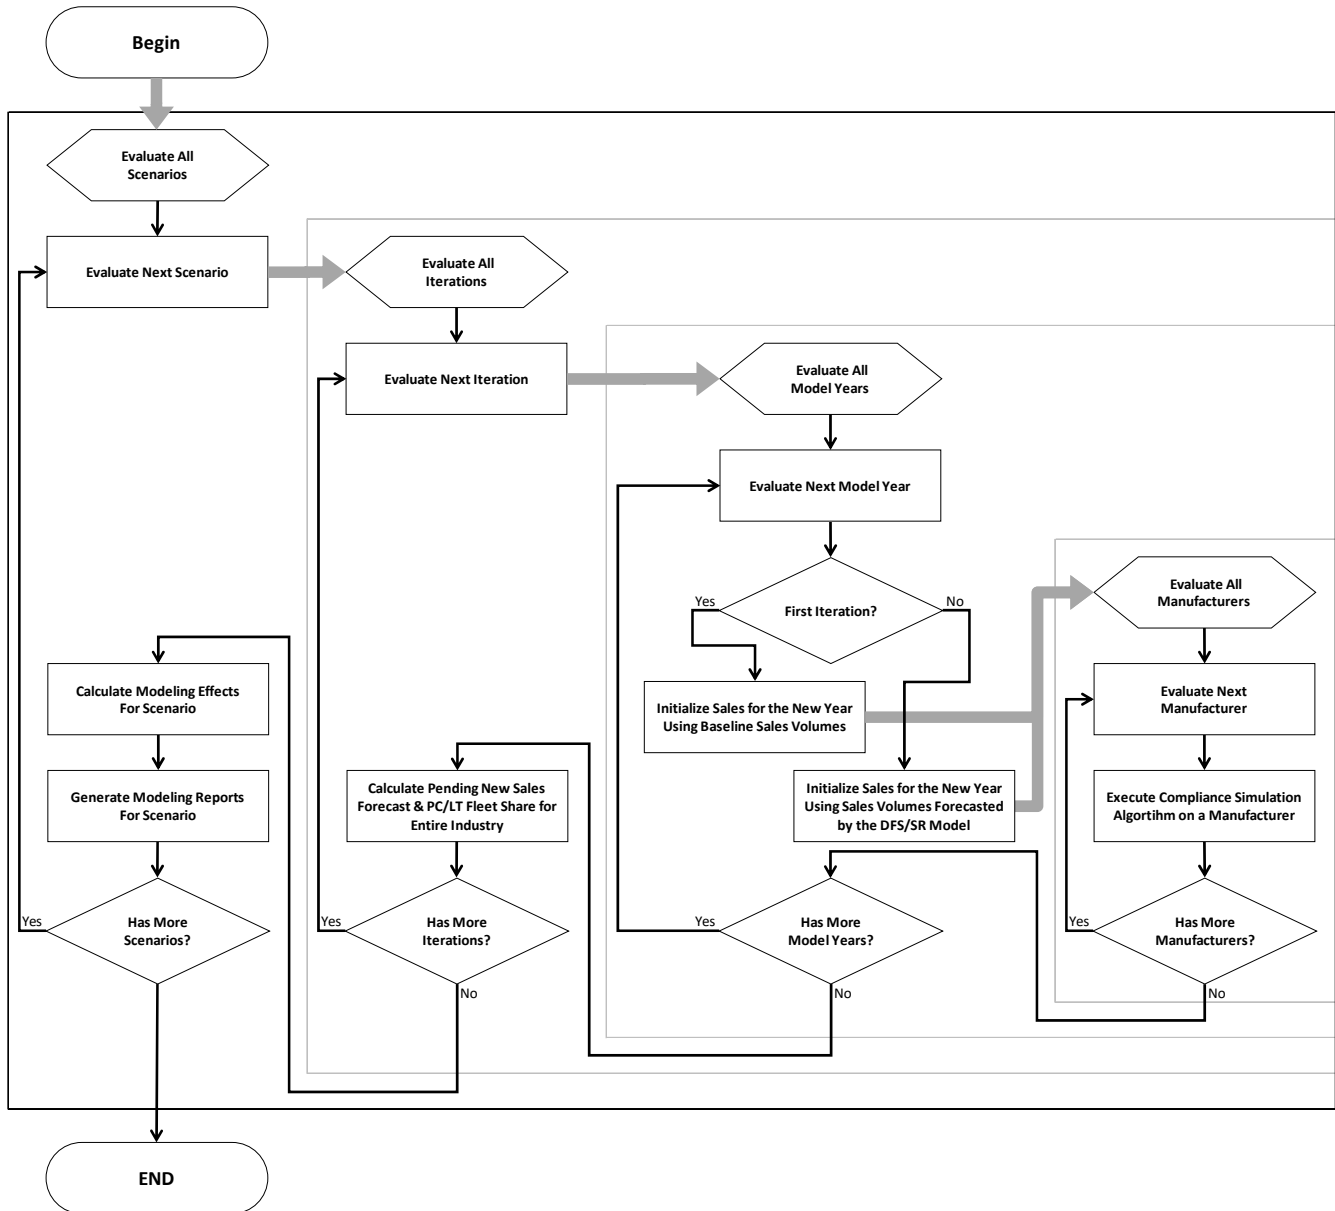 Begin
Evaluate All
Scenarios
Evaluate Next Scenario
Evaluate All
Iterations
Evaluate Next Iteration
Evaluate All
Model Years
Evaluate Next Model Year
Yes
First Iteration?
No
Evaluate All
Manufacturers
Initialize Sales for the New Year
Using Baseline Sales Volumes
Evaluate Next
Manufacturer
Calculate Modeling Effects
For Scenario
Generate Modeling Reports
For Scenario
Calculate Pending New Sales
Forecast & PC/LT Fleet Share for
Entire Industry
Initialize Sales for the New Year
Using Sales Volumes Forecasted
by the DFS/SR Model
Execute Compliance Simulation
Algortihm on a Manufacturer
Yes
Has More
Scenarios?
Yes
Has More
Iterations?
No
Yes
Has More
Model Years?
No
Yes
Has More
Manufacturers?
No
END